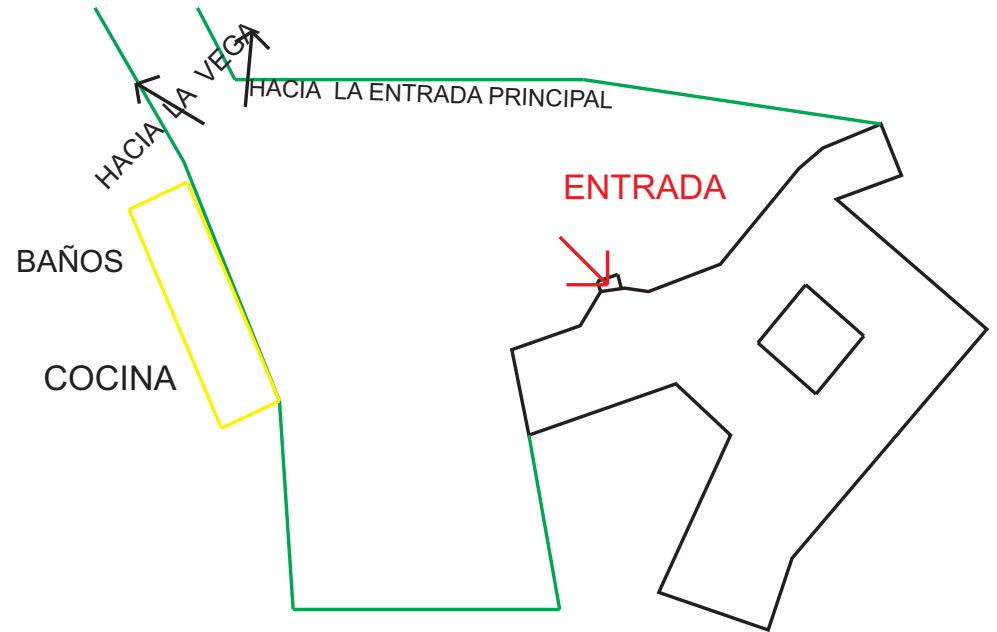 HACIA LA VEGA
HACIA LA ENTRADA PRINCIPAL
ENTRADA
BAÑOS
COCINA